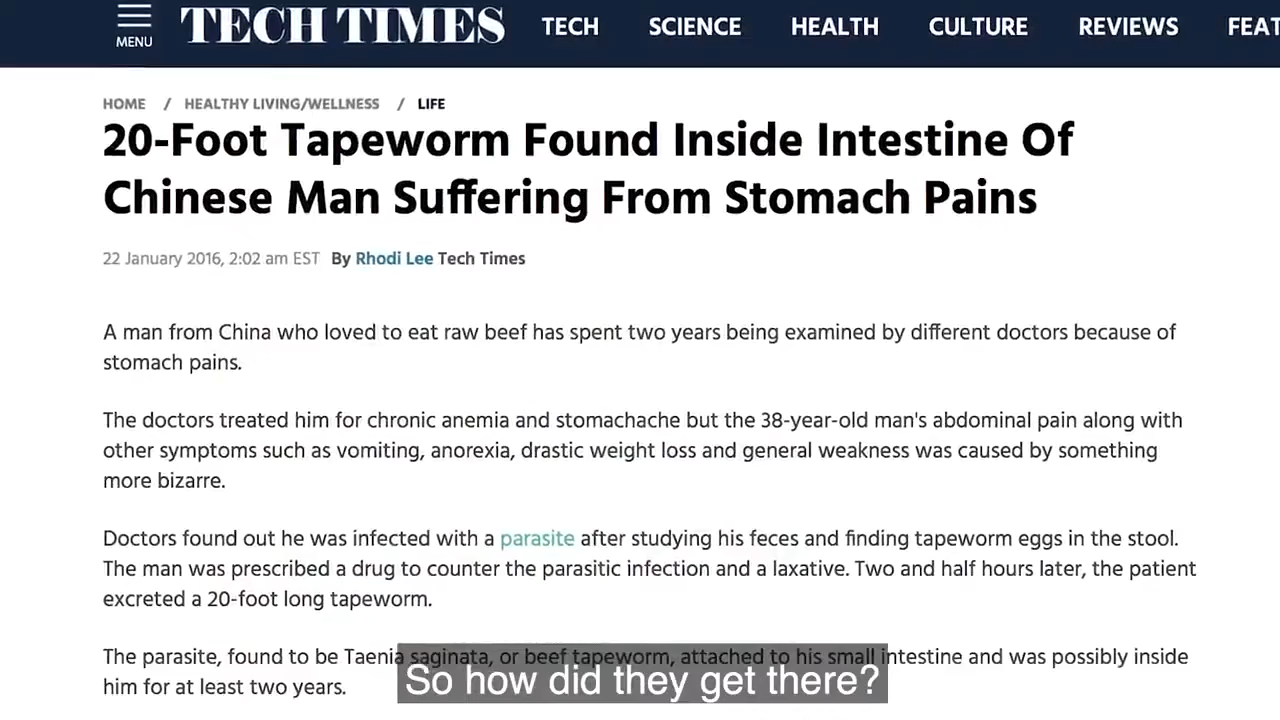 MENU
TECH TIMES
TECH
SCIENCE
HEALTH
CULTURE
REVIEWS
FEAT
HOME / HEALTHY LIVING/WELLNESS / LIFE
20-Foot Tapeworm Found Inside Intestine Of
Chinese Man Suffering From Stomach Pains
22 January 2016, 2:02 am EST By Rhodi Lee Tech Times
A man from China who loved to eat raw beef has spent two years being examined by different doctors because of
stomach pains.
The doctors treated him for chronic anemia and stomachache but the 38-year-old man's abdominal pain along with
other symptoms such as vomiting, anorexia, drastic weight loss and general weakness was caused by something
more bizarre.
Doctors found out he was infected with a parasite after studying his feces and finding tapeworm eggs in the stool.
The man was prescribed a drug to counter the parasitic infection and a laxative. Two and half hours later, the patient
excreted a 20-foot long tapeworm.
The parasite, found to be Taenia saginata, or beef tapeworm, attached to his small intestine and was possibly inside
him for at least two years.
So how did they get there?